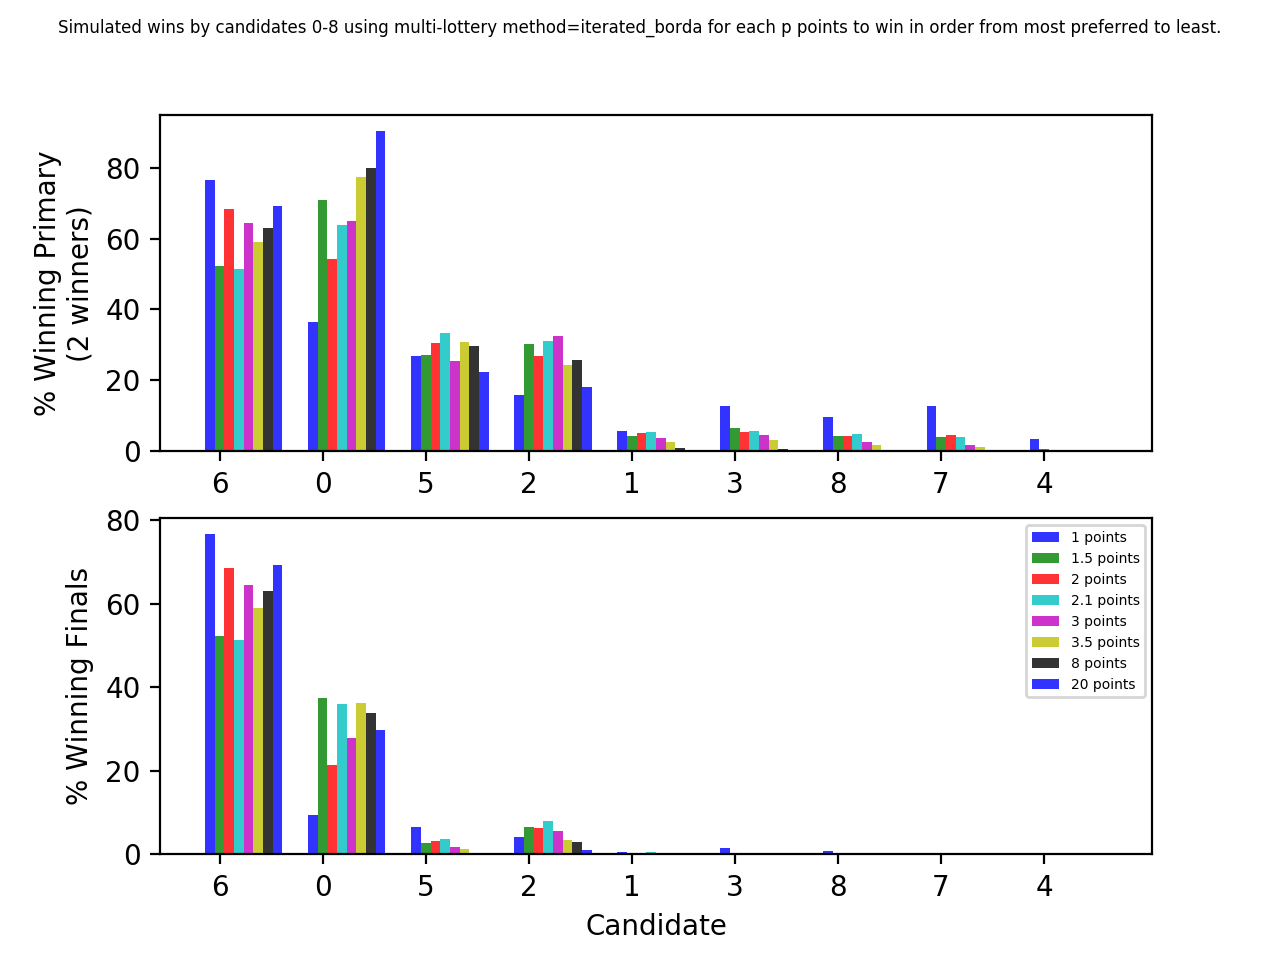 Simulated wins by candidates 0-8 using multi-lottery method=iterated_borda for each p points to win in order from most preferred to least.
% Winning Primary
(2 winners)
80
60
40
20
0
6 0 5 2 1 3 8 7 4
% Winning Finals
80
60
40
20
0
1 points
1.5 points
2 points
2.1 points
3 points
3.5 points
8 points
20 points
6 0 5 2 1 3 8 7 4
Candidate